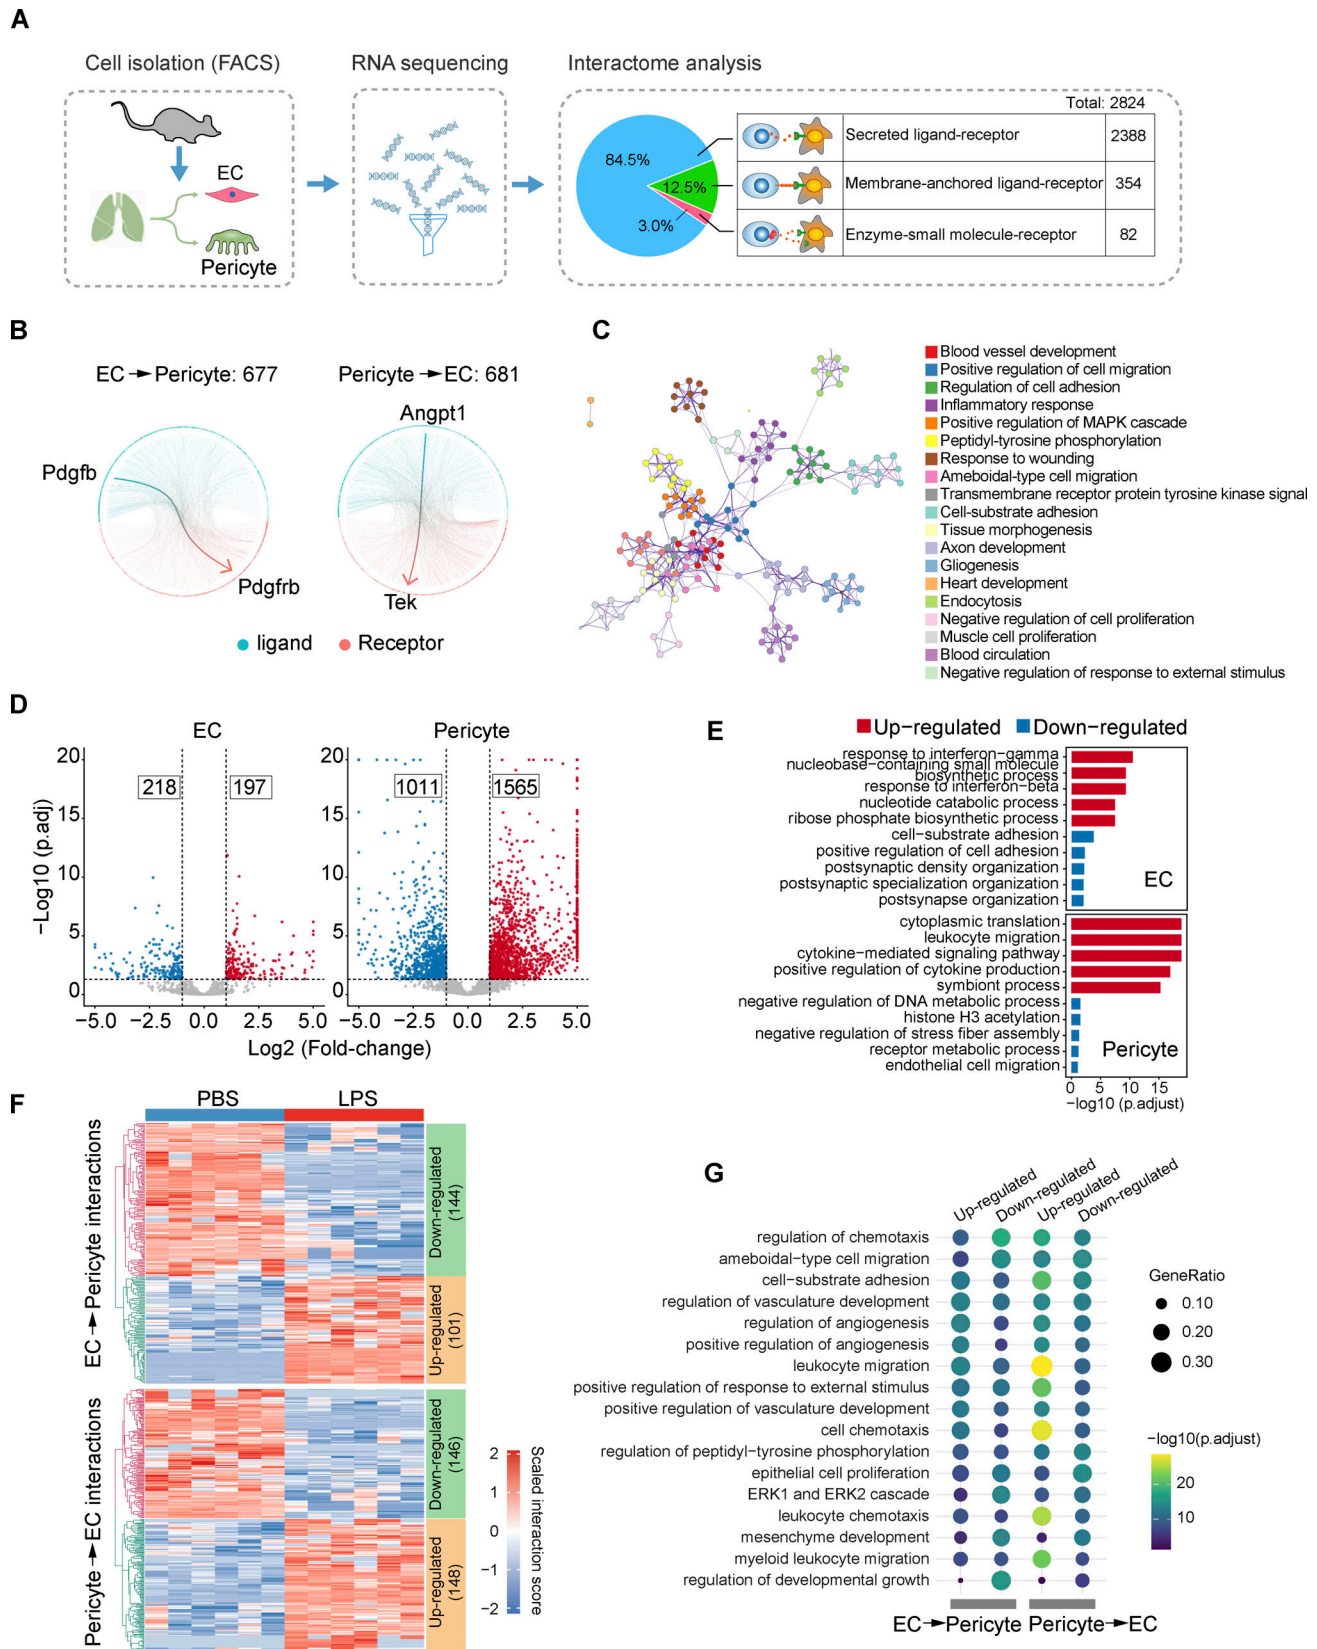 A
Cell isolation (FACS)
RNA sequencing
Interactome analysis
EC
Pericyte
Total: 2824
84.5%
12.5%
3.0%
Secreted ligand-receptor 2388
Membrane-anchored ligand-receptor 354
Enzyme-small molecule-receptor 82
B
EC → Pericyte: 677
Pericyte → EC: 681
Pdgfb
Pdgfrb
Angpt1
Tek
ligand
Receptor
C
Blood vessel development
Positive regulation of cell migration
Regulation of cell adhesion
Inflammatory response
Positive regulation of MAPK cascade
Peptidyl-tyrosine phosphorylation
Response to wounding
Ameboidal-type cell migration
Transmembrane receptor protein tyrosine kinase signal
Cell-substrate adhesion
Tissue morphogenesis
Axon development
Gliogenesis
Heart development
Endocytosis
Negative regulation of cell proliferation
Muscle cell proliferation
Blood circulation
Negative regulation of response to external stimulus
D
EC
Pericyte
−Log10 (p.adj)
20
15
10
5
0
218
197
−5.0 −2.5 0.0 2.5 5.0
20
15
10
5
0
1011
1565
−5.0 −2.5 0.0 2.5 5.0
Log2 (Fold-change)
E
Up−regulated
Down−regulated
response to interferon−gamma
nucleobase−containing small molecule
biosynthetic process
response to interferon−beta
nucleotide catabolic process
ribose phosphate biosynthetic process
cell−substrate adhesion
positive regulation of cell adhesion
postsynaptic density organization
postsynaptic specialization organization
postsynapse organization
EC
cytoplasmic translation
leukocyte migration
cytokine−mediated signaling pathway
positive regulation of cytokine production
symbiont process
negative regulation of DNA metabolic process
histone H3 acetylation
negative regulation of stress fiber assembly
receptor metabolic process
endothelial cell migration
Pericyte
0 5 10 15
−log10 (p.adjust)
F
PBS
LPS
EC → Pericyte interactions
Down-regulated
(144)
Up-regulated
(101)
Pericyte → EC interactions
Down-regulated
(146)
Up-regulated
(148)
2
1
0
−1
−2
Scaled interaction score
G
Up−regulated
Down−regulated
Up−regulated
Down−regulated
regulation of chemotaxis
ameboidal−type cell migration
cell−substrate adhesion
regulation of vasculature development
regulation of angiogenesis
positive regulation of angiogenesis
leukocyte migration
positive regulation of response to external stimulus
positive regulation of vasculature development
cell chemotaxis
regulation of peptidyl−tyrosine phosphorylation
epithelial cell proliferation
ERK1 and ERK2 cascade
leukocyte chemotaxis
mesenchyme development
myeloid leukocyte migration
regulation of developmental growth
EC → Pericyte
Pericyte → EC
GeneRatio
0.10
0.20
0.30
−log10(p.adjust)
20
10